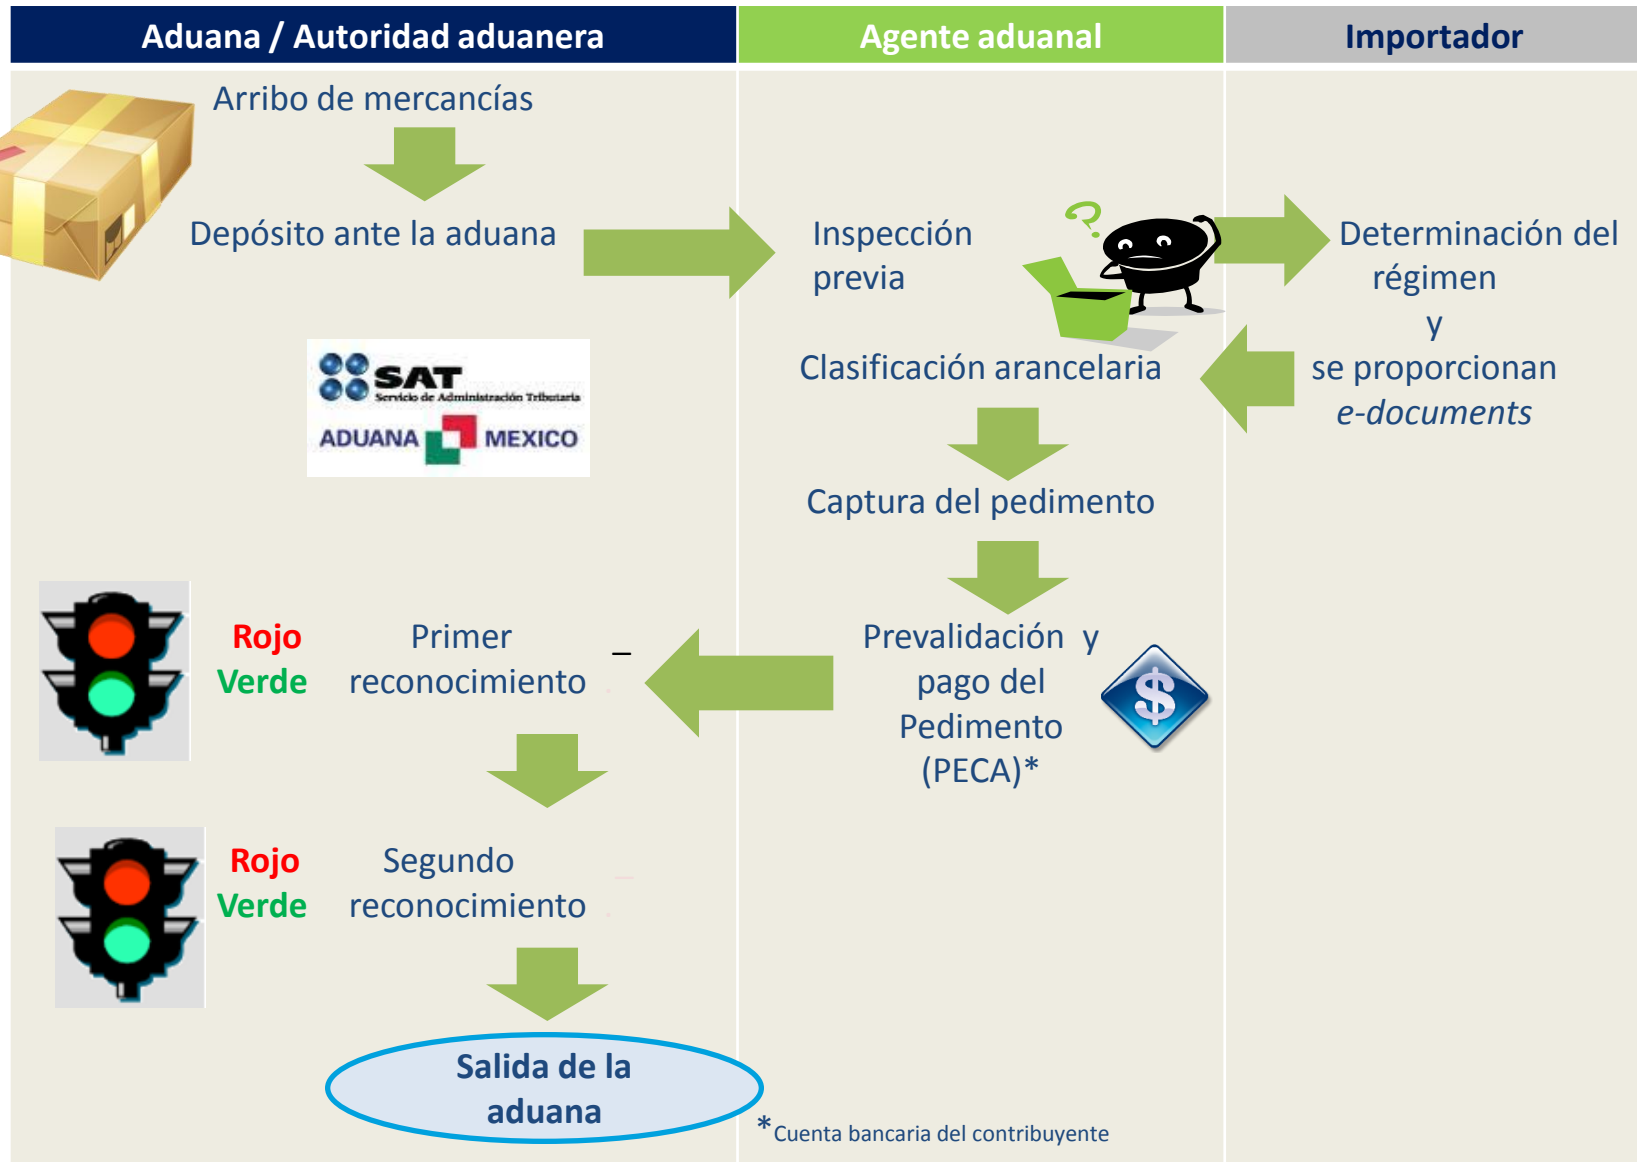 Aduana / Autoridad aduanera
Agente aduanal
Importador
Arribo de mercancías
Depósito ante la aduana
Inspección
previa
?
Determinación del
régimen
y
se proporcionan
e-documents
SAT
Servicio de Administración Tributaria
ADUANA MEXICO
Clasificación arancelaria
Captura del pedimento
Prevalidación y
pago del
Pedimento
(PECA)*
$
Rojo
Verde
Primer
reconocimiento
Rojo
Verde
Segundo
reconocimiento
Salida de la
aduana
*Cuenta bancaria del contribuyente